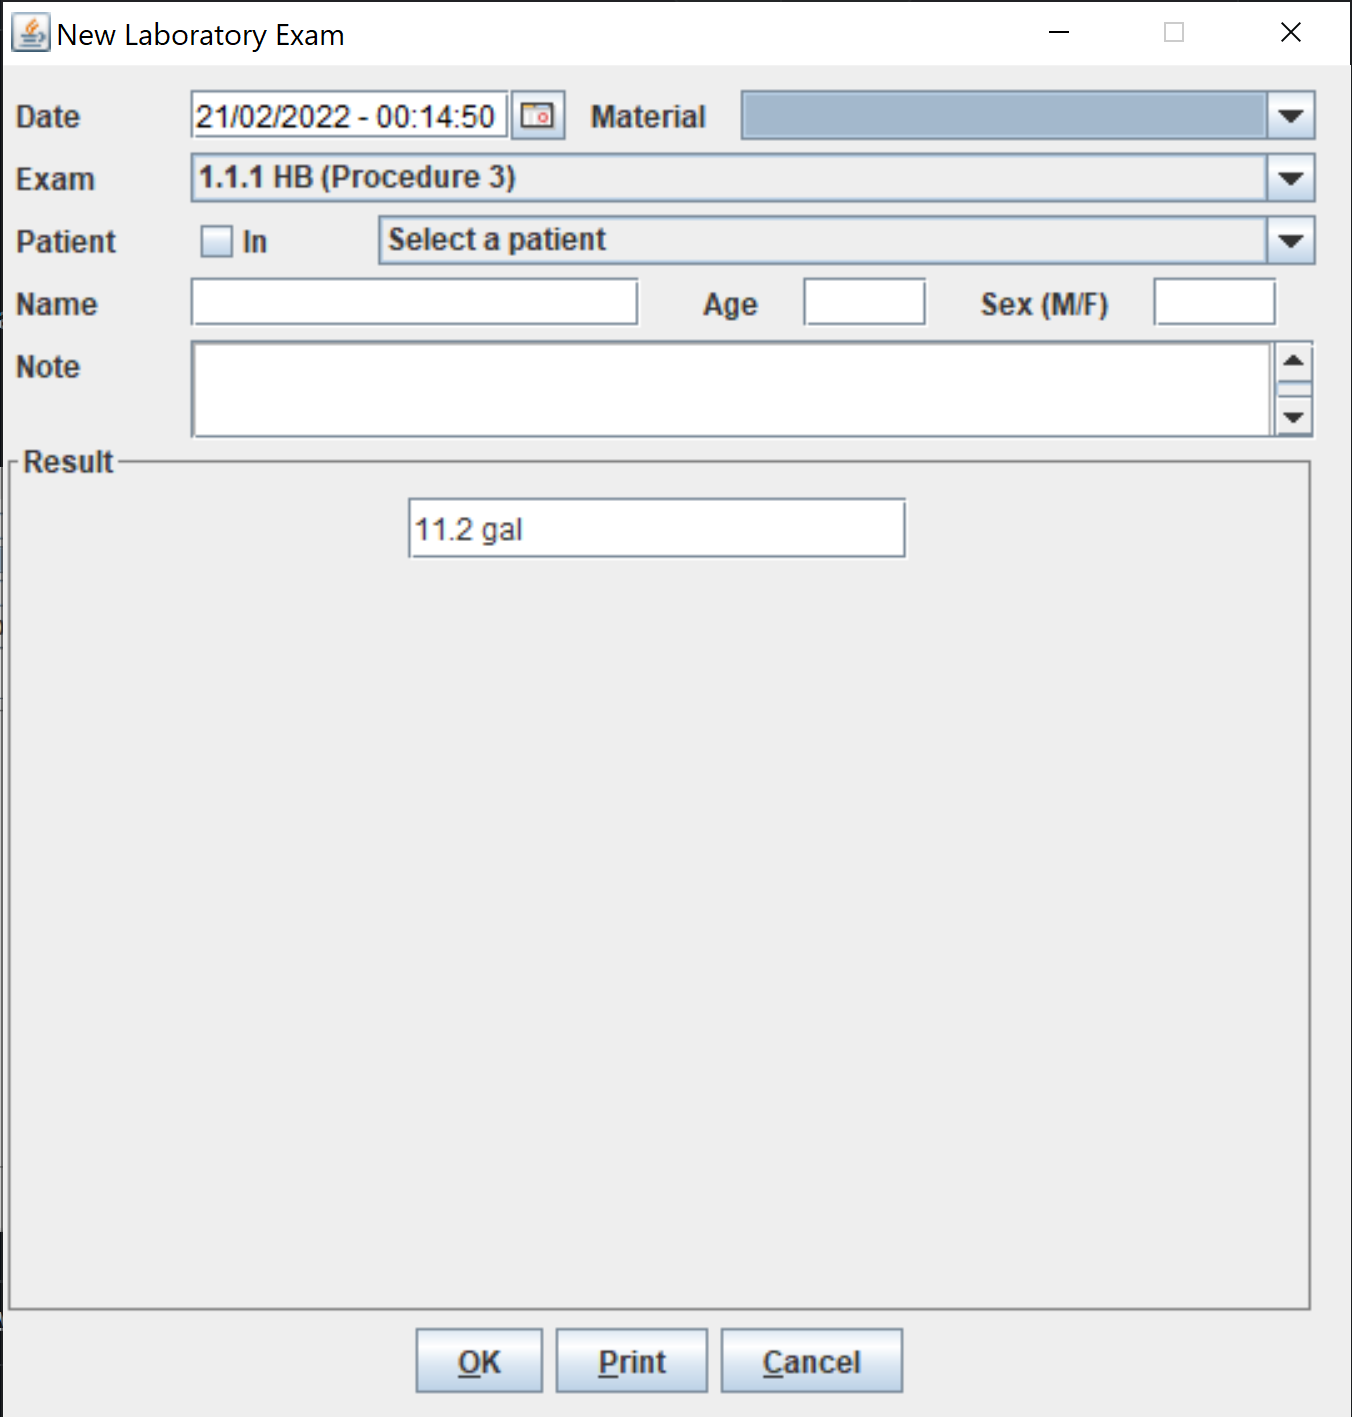 New Laboratory Exam
Date 21/02/2022 - 00:14:50 Material
Exam 1.1.1 HB (Procedure 3)
Patient In Select a patient
Name Age Sex (M/F)
Note
Result
11.2 gal
OK Print Cancel